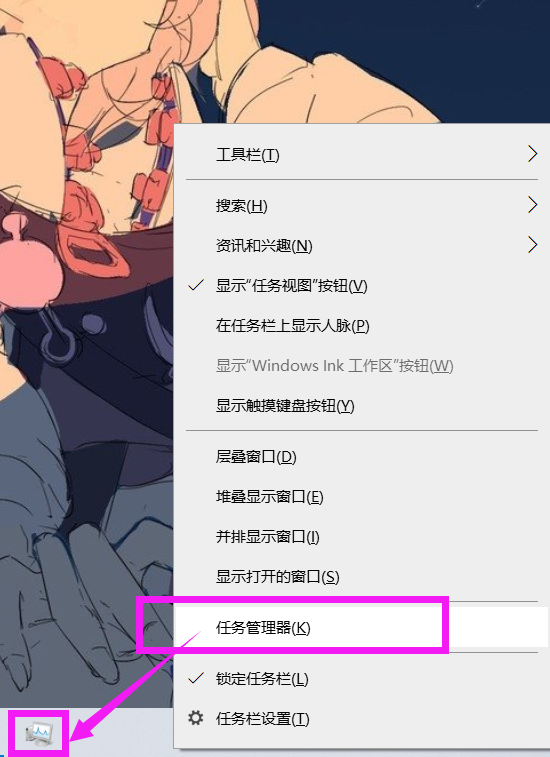 工具栏(T)
搜索(H)
资讯和兴趣(N)
显示“任务视图”按钮(V)
在任务栏上显示人脉(P)
显示“Windows Ink 工作区”按钮(W)
显示触摸键盘按钮(Y)
层叠窗口(D)
堆叠显示窗口(E)
并排显示窗口(I)
显示打开的窗口(S)
任务管理器(K)
锁定任务栏(L)
任务栏设置(T)